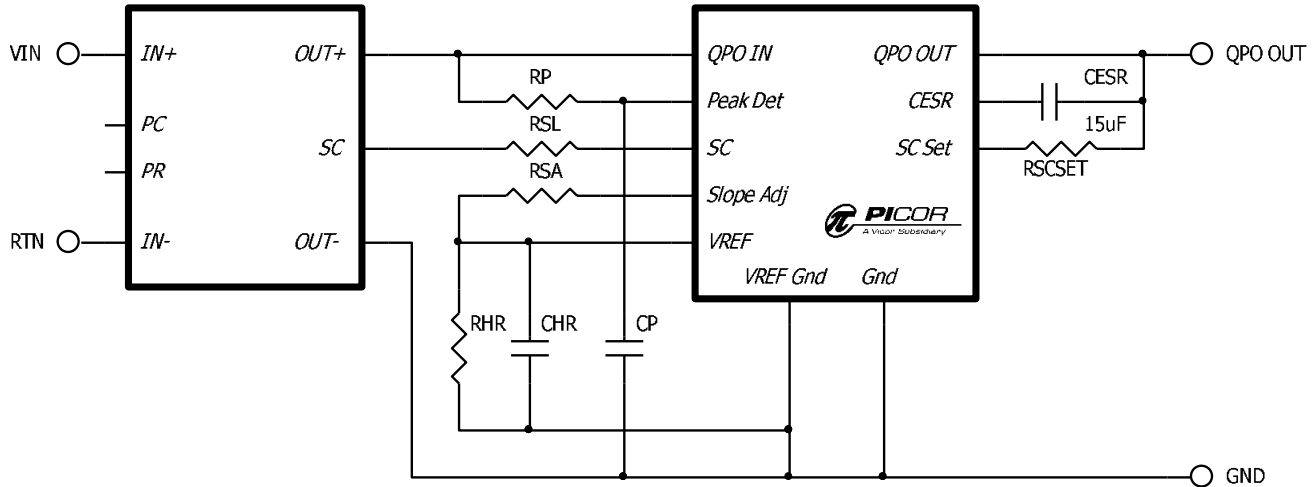 VIN
IN+
OUT+
QPO IN
QPO OUT
QPO OUT
RP
CESR
Peak Det
CESR
PC
RSL
15uF
SC
SC
SC Set
PR
RSA
RSCSET
Slope Adj
π PICOR
A Vicor Subsidiary
RTN
IN-
OUT-
VREF
VREF Gnd
Gnd
RHR
CHR
CP
GND